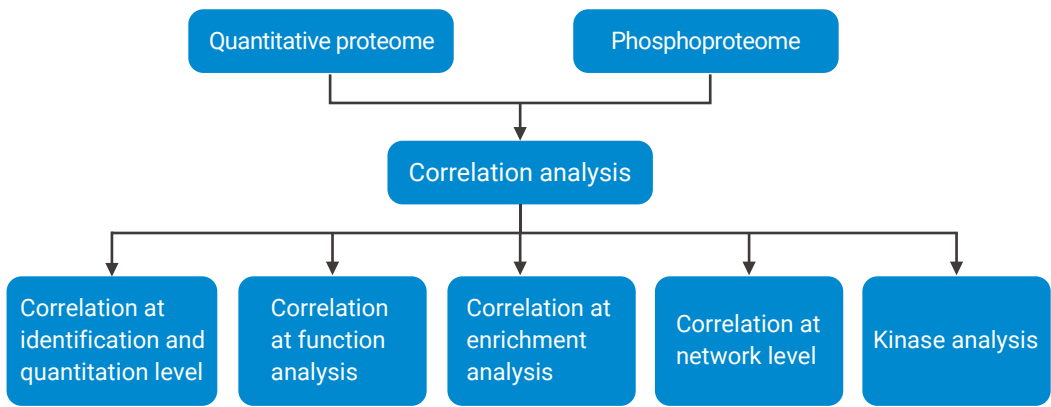 Quantitative proteome
Phosphoproteome
Correlation analysis
Correlation at
identification and
quantitation level
Correlation
at function
analysis
Correlation at
enrichment
analysis
Correlation at
network level
Kinase analysis